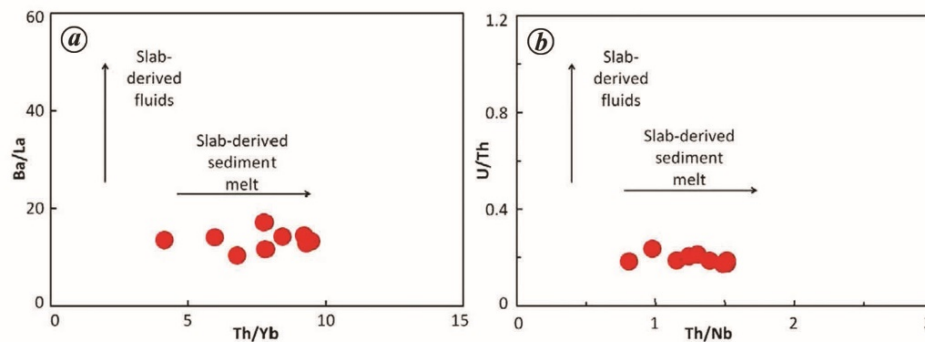 a
60
40
20
0
Ba/La
Slab-
derived
fluids
Slab-derived
sediment
melt
0
5
10
15
Th/Yb
b
1.2
0.8
0.4
0
U/Th
Slab-
derived
fluids
Slab-derived
sediment
melt
0
1
2
Th/Nb